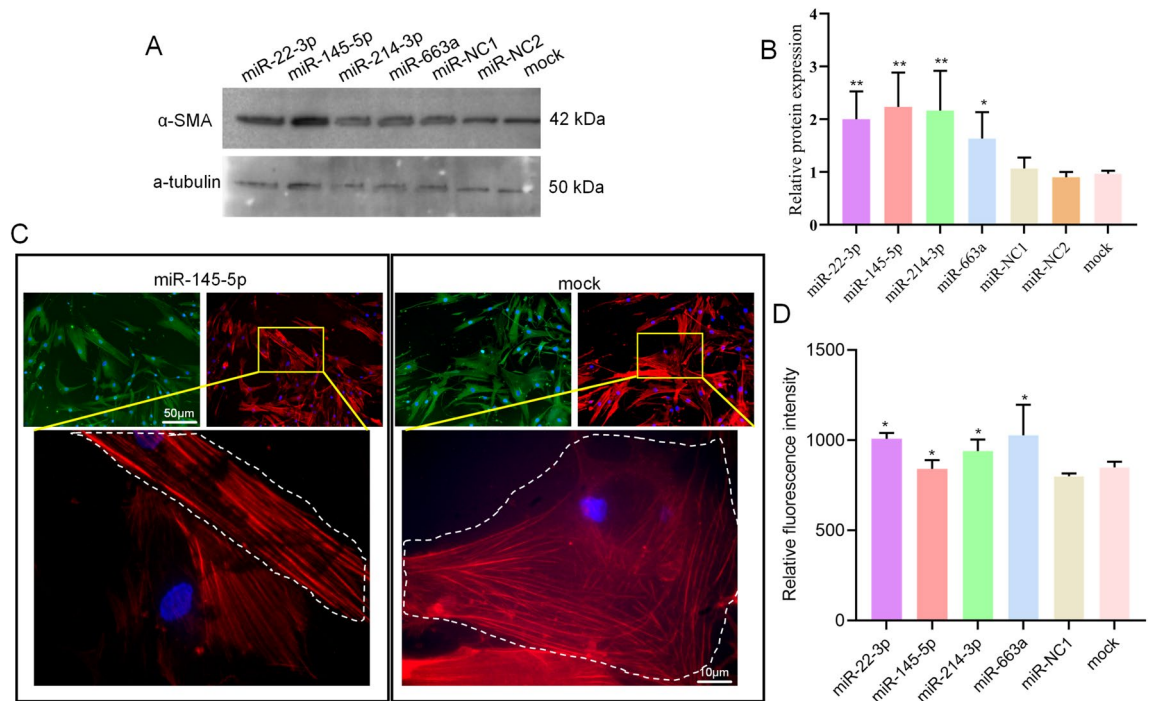 A
miR-22-3p
miR-145-5p
miR-214-3p
miR-663a
miR-NC1
miR-NC2
mock
α-SMA
42 kDa
a-tubulin
50 kDa
B
Relative protein expression
4
3
2
1
0
**
**
**
*
miR-22-3p
miR-145-5p
miR-214-3p
miR-663a
miR-NC1
miR-NC2
mock
C
miR-145-5p
mock
50μm
10μm
D
Relative fluorescence intensity
1500
1000
500
0
*
*
*
*
miR-22-3p
miR-145-5p
miR-214-3p
miR-663a
miR-NC1
mock